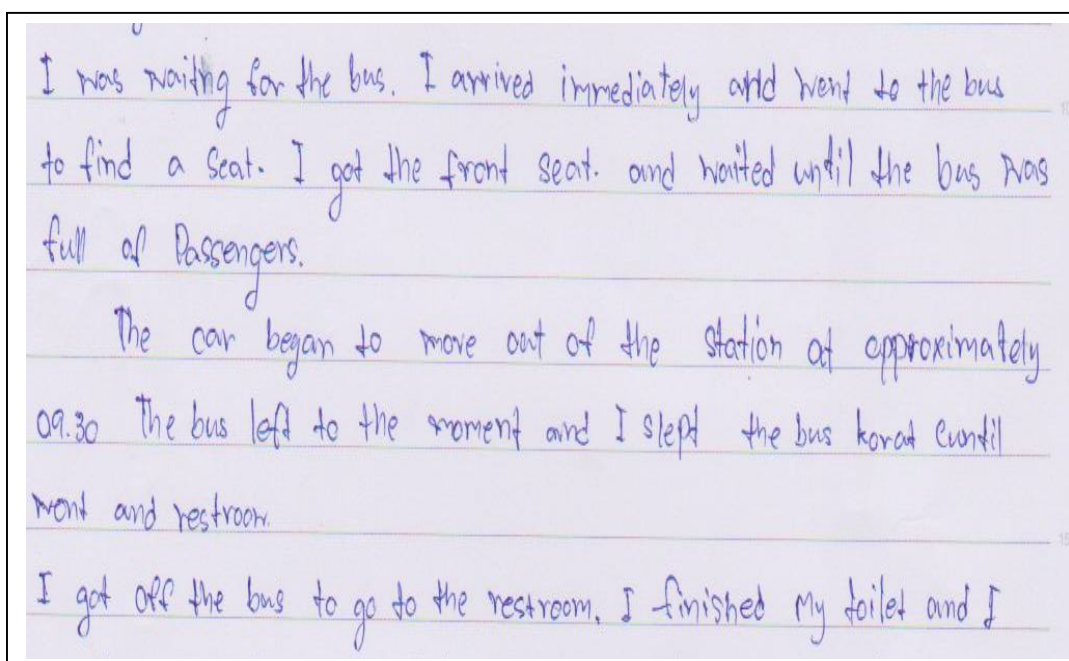 I was waitng for the bus. I arrived immediately and went to the bus
to find a seat. I got the front seat. and waited until the bus was
full of Passengers.
The car began to move out of the station at approximately
09.30 The bus left to the moment and I slept the bus korat
went and restroom.
I got off the bus to go to the restroom. I finished My toilet and I